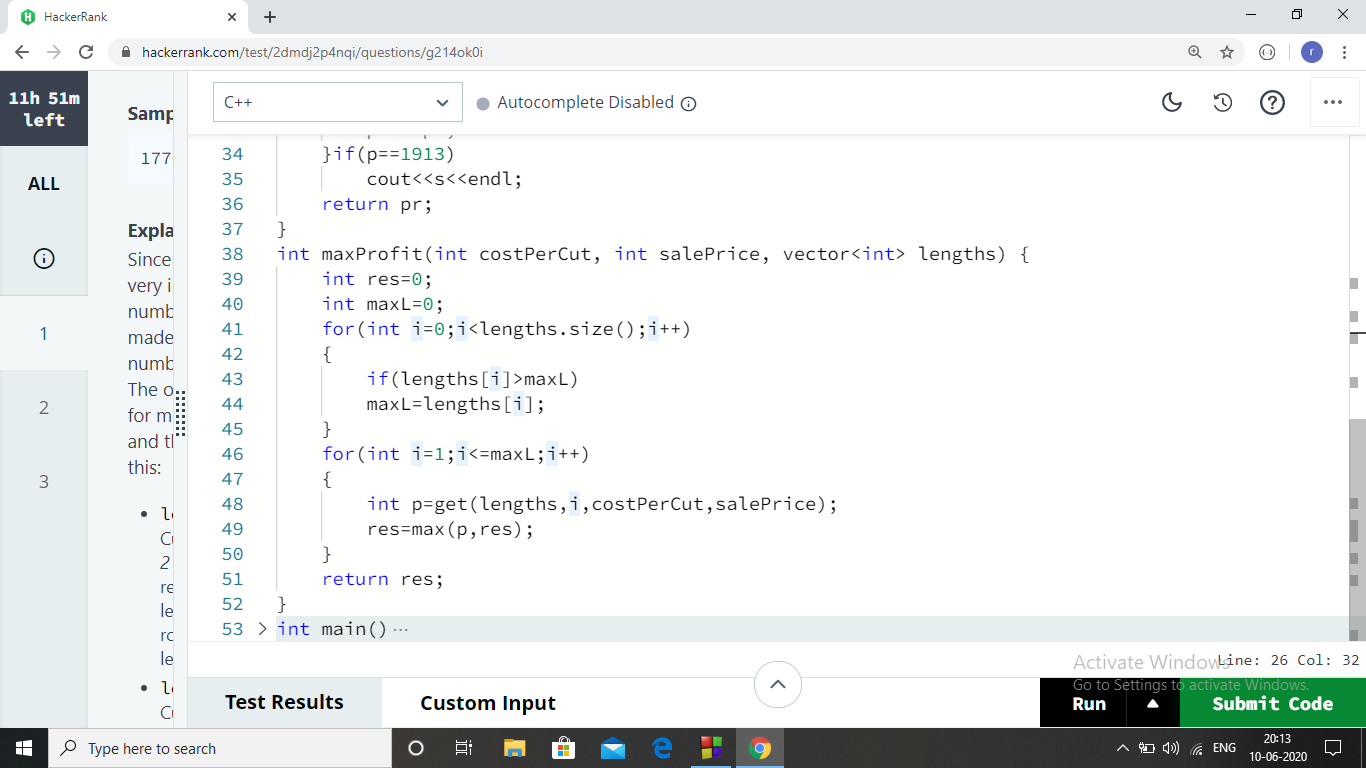 HackerRank
hackerrank.com/test/2dmdj2p4nqi/questions/g214ok0i
r
11h 51m
left
ALL
1
2
3
Samp
177
Expla
Since
very i
numb
made
numb
The o
for m
and th
this:
le
Cu
2
re
le
ro
le
C++
Autocomplete Disabled
34 }if(p==1913)
35 cout<<s<<endl;
36 return pr;
37 }
38 int maxProfit(int costPerCut, int salePrice, vector<int> lengths) {
39 int res=0;
40 int maxL=0;
41 for(int i=0;i<lengths.size();i++)
42 {
43 if(lengths[i]>maxL)
44 maxL=lengths[i];
45 }
46 for(int i=1;i<=maxL;i++)
47 {
48 int p=get(lengths,i,costPerCut,salePrice);
49 res=max(p,res);
50 }
51 return res;
52 }
53 int main() ...
Line: 26 Col: 32
Activate Windows
Go to Settings to activate Windows.
Test Results
Custom Input
Run
Submit Code
Type here to search
ENG
20:13
10-06-2020